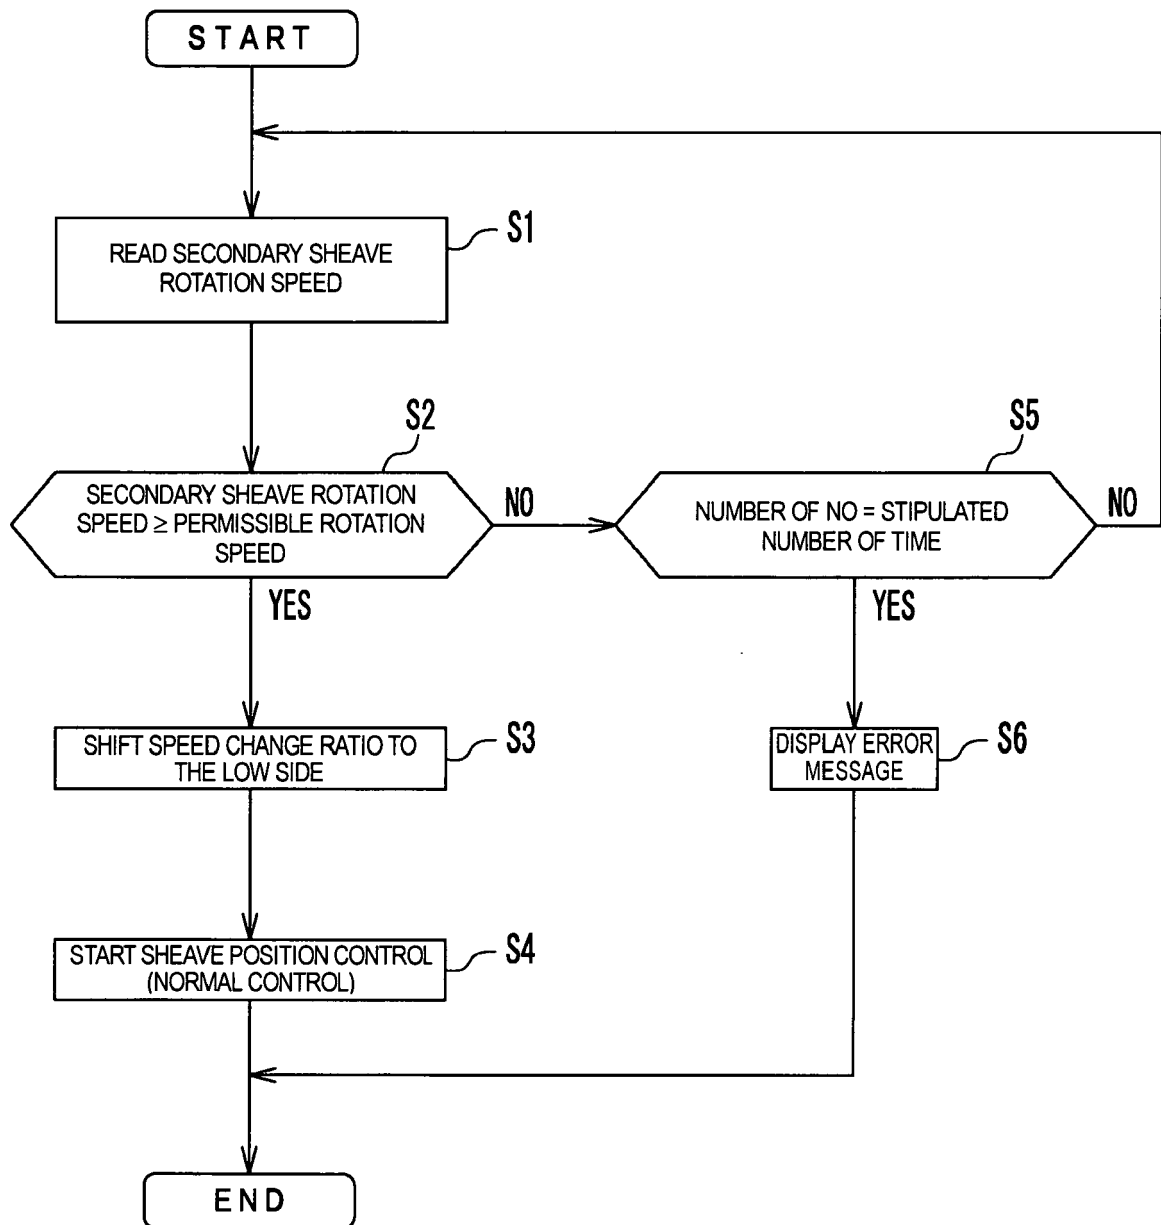 START
READ SECONDARY SHEAVE
ROTATION SPEED
S1
SECONDARY SHEAVE ROTATION
SPEED ≥ PERMISSIBLE ROTATION
SPEED
S2
NO
YES
NUMBER OF NO = STIPULATED
NUMBER OF TIME
S5
NO
YES
SHIFT SPEED CHANGE RATIO TO
THE LOW SIDE
S3
DISPLAY ERROR
MESSAGE
S6
START SHEAVE POSITION CONTROL
(NORMAL CONTROL)
S4
END